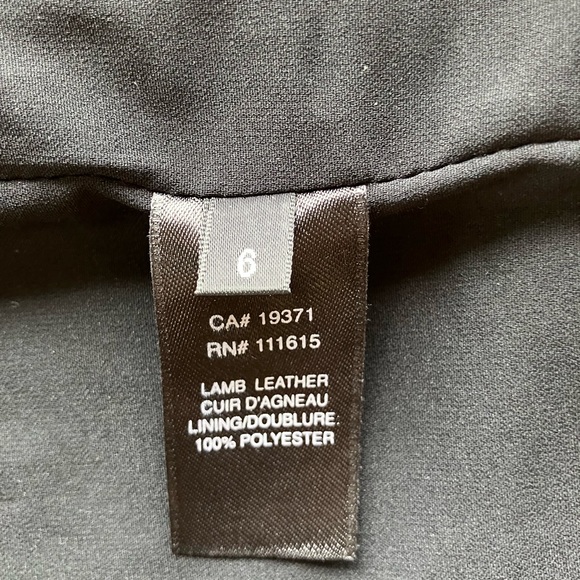 6
CA# 19371
RN# 111615
LAMB LEATHER
CUIR D'AGNEAU
LINING/DOUBLURE:
100% POLYESTER